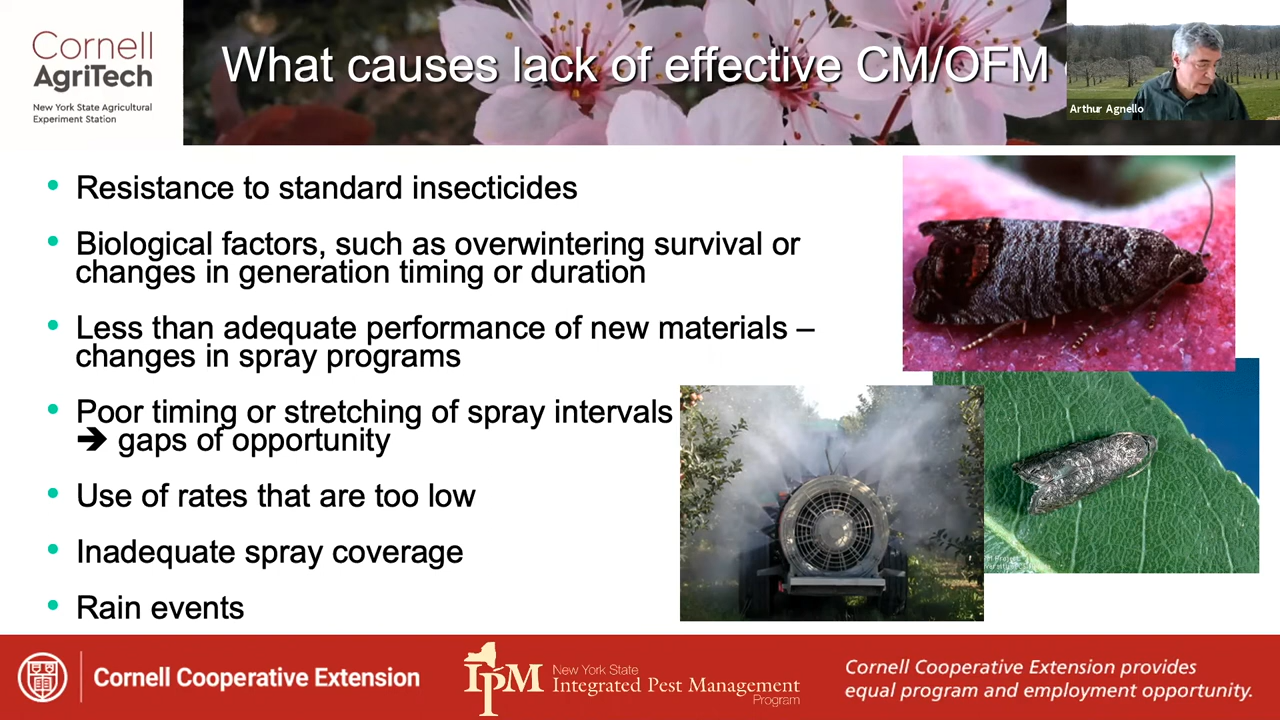 Cornell
AgriTech
New York State Agricultural
Experiment Station
What causes lack of effective CM/OFM
Arthur Agnello
• Resistance to standard insecticides
• Biological factors, such as overwintering survival or
changes in generation timing or duration
• Less than adequate performance of new materials –
changes in spray programs
• Poor timing or stretching of spray intervals
➔ gaps of opportunity
• Use of rates that are too low
• Inadequate spray coverage
• Rain events
Cornell Cooperative Extension
IPM
New York State
Integrated Pest Management
Program
Cornell Cooperative Extension provides
equal program and employment opportunity.